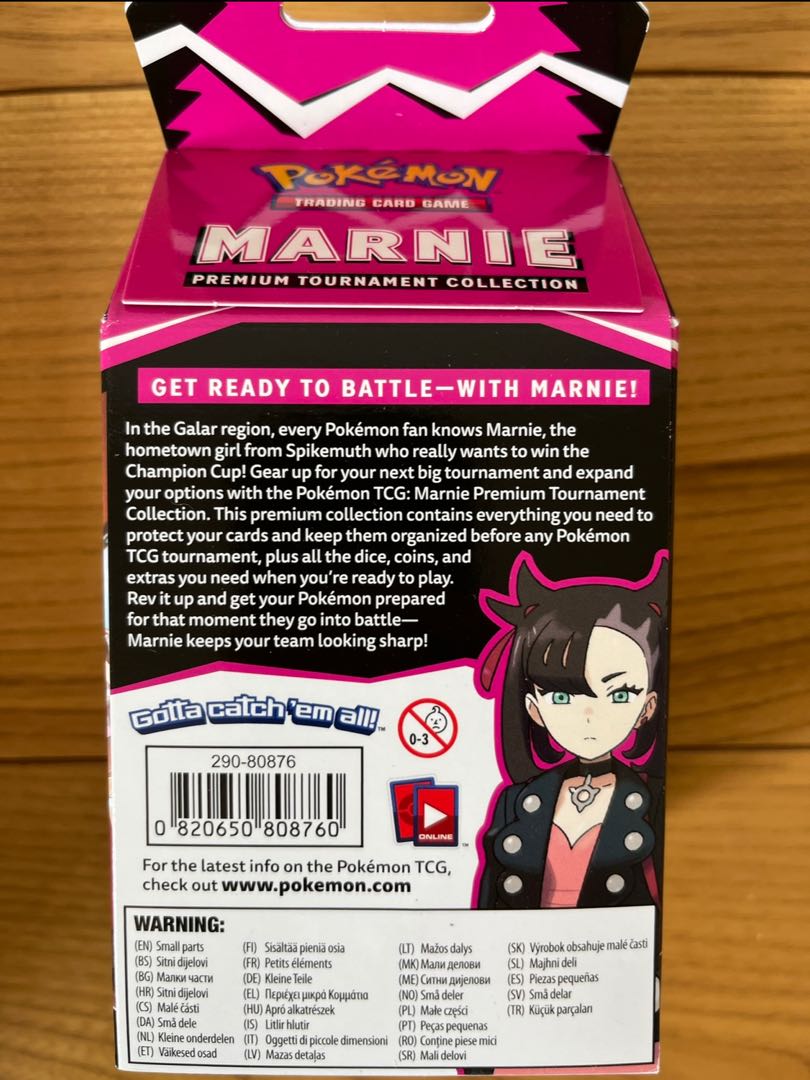 POKéMON
TRADING CARD GAME
MARNIE
PREMIUM TOURNAMENT COLLECTION
GET READY TO BATTLE—WITH MARNIE!
In the Galar region, every Pokémon fan knows Marnie, the
hometown girl from Spikemuth who really wants to win the
Champion Cup! Gear up for your next big tournament and expand
your options with the Pokémon TCG: Marnie Premium Tournament
Collection. This premium collection contains everything you need to
protect your cards and keep them organized before any Pokémon
TCG tournament, plus all the dice, coins, and
extras you need when you're ready to play.
Rev it up and get your Pokémon prepared
for that moment they go into battle—
Marnie keeps your team looking sharp!
Gotta catch 'em all!™
0-3
290-80876
0 820650 808760
ONLINE
™
For the latest info on the Pokémon TCG,
check out www.pokemon.com
WARNING:
(EN) Small parts
(BS) Sitni dijelovi
(BG) Малки части
(HR) Sitni dijelovi
(CS) Malé části
(DA) Små dele
(NL) Kleine onderdelen
(ET) Väikesed osad
(FI) Sisältää pieniä osia
(FR) Petits éléments
(DE) Kleine Teile
(EL) Περιέχει μικρά Κομμάτια
(HU) Apró alkatrészek
(IS) Litlir hlutir
(IT) Oggetti di piccole dimensioni
(LV) Mazas detaļas
(LT) Mažos dalys
(MK) Мали делови
(ME) Ситни дијелови
(NO) Små deler
(PL) Małe części
(PT) Peças pequenas
(RO) Conține piese mici
(SR) Mali delovi
(SK) Výrobok obsahuje malé časti
(SL) Majhni deli
(ES) Piezas pequeñas
(SV) Små delar
(TR) Küçük parçaları